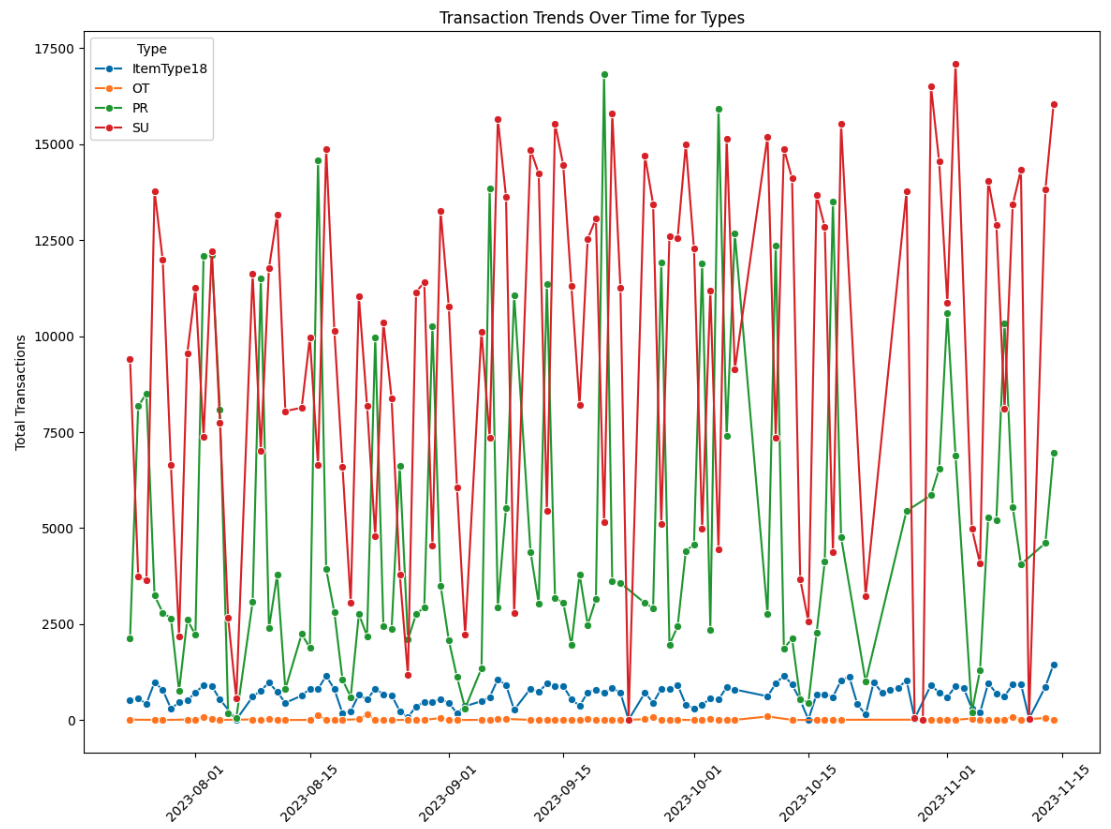 Transaction Trends Over Time for Types
Type
ItemType18
OT
PR
SU
Total Transactions
17500
15000
12500
10000
7500
5000
2500
0
2023-08-01
2023-08-15
2023-09-01
2023-09-15
2023-10-01
2023-10-15
2023-11-01
2023-11-15